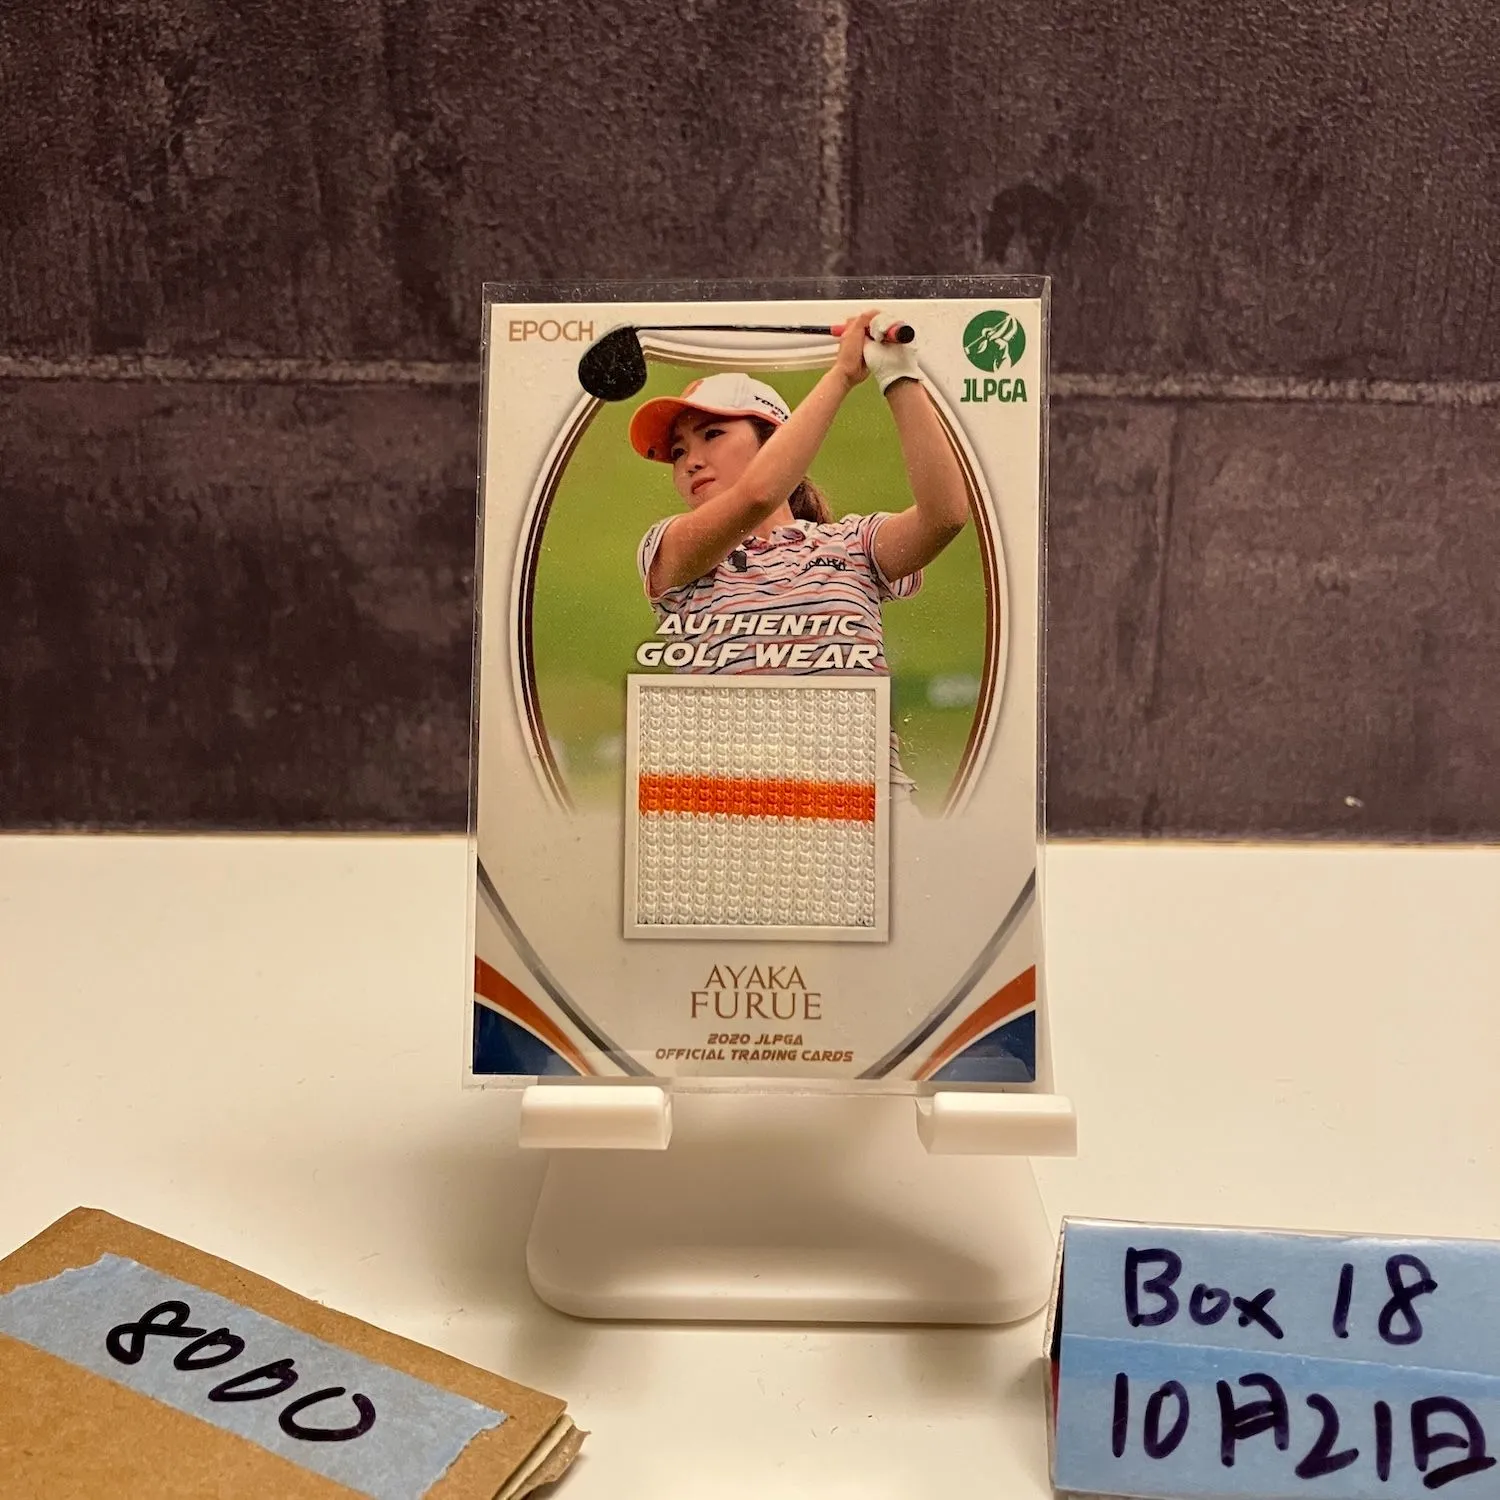 EPOCH
JLPGA
AUTHENTIC
GOLF WEAR
AYAKA
FURUE
2020 JLPGA
OFFICIAL TRADING CARDS
8000
Box 18
10月21日